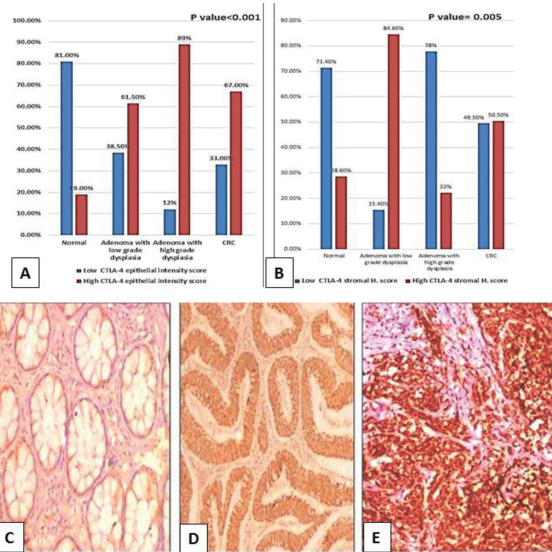 P value<0.001
100.00%
90.00%
80.00%
70.00%
60.00%
50.00%
40.00%
30.00%
20.00%
10.00%
0.00%
81.00%
19.00%
38.50%
61.50%
12%
89%
33.00%
67.00%
Normal
Adenoma with
low grade
dysplasia
Adenoma with
high grade
dysplasia
CRC
Low CTLA-4 epithelial intensity score
High CTLA-4 epithelial intensity score
A
P value= 0.005
90.00%
80.00%
70.00%
60.00%
50.00%
40.00%
30.00%
20.00%
10.00%
0.00%
71.40%
28.60%
15.40%
84.60%
78%
22%
49.50%
50.50%
Normal
Adenoma with low
grade dysplasia
Adenoma with high
grade dysplasia
CRC
Low CTLA-4 stromal H. score
High CTLA-4 stromal H. score
B
C
D
E